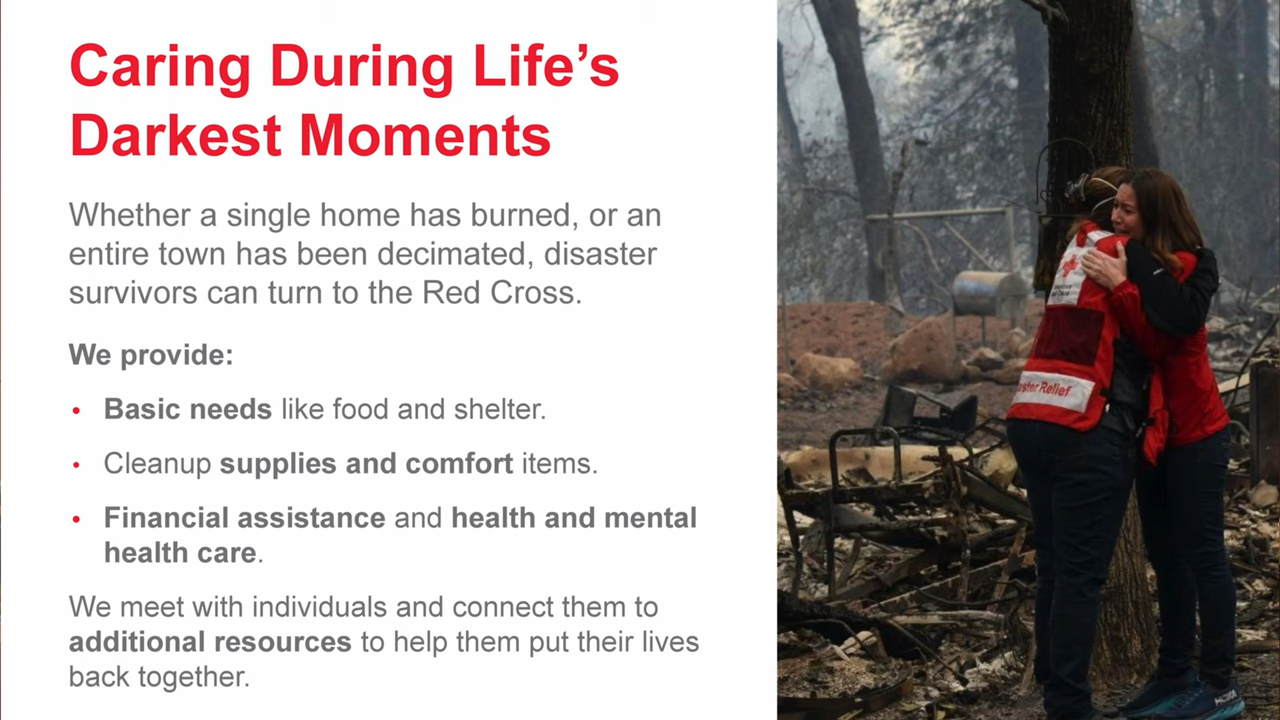 Caring During Life’s
Darkest Moments
Whether a single home has burned, or an
entire town has been decimated, disaster
survivors can turn to the Red Cross.
We provide:
• Basic needs like food and shelter.
• Cleanup supplies and comfort items.
• Financial assistance and health and mental
health care.
We meet with individuals and connect them to
additional resources to help them put their lives
back together.
ster Relief